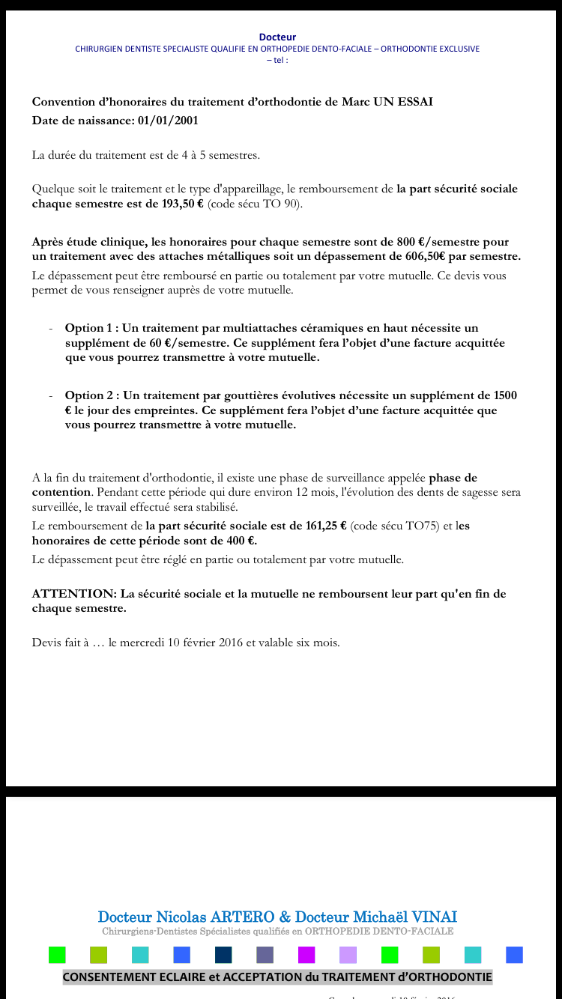 Docteur
CHIRURGIEN DENTISTE SPECIALISTE QUALIFIE EN ORTHOPEDIE DENTO-FACIALE – ORTHODONTIE EXCLUSIVE
– tel :
Convention d’honoraires du traitement d’orthodontie de Marc UN ESSAI
Date de naissance: 01/01/2001
La durée du traitement est de 4 à 5 semestres.
Quelque soit le traitement et le type d'appareillage, le remboursement de la part sécurité sociale
chaque semestre est de 193,50 € (code sécu TO 90).
Après étude clinique, les honoraires pour chaque semestre sont de 800 €/semestre pour
un traitement avec des attaches métalliques soit un dépassement de 606,50€ par semestre.
Le dépassement peut être remboursé en partie ou totalement par votre mutuelle. Ce devis vous
permet de vous renseigner auprès de votre mutuelle.
- Option 1 : Un traitement par multiattaches céramiques en haut nécessite un
supplément de 60 €/semestre. Ce supplément fera l’objet d’une facture acquittée
que vous pourrez transmettre à votre mutuelle.
- Option 2 : Un traitement par gouttières évolutives nécessite un supplément de 1500
€ le jour des empreintes. Ce supplément fera l’objet d’une facture acquittée que
vous pourrez transmettre à votre mutuelle.
A la fin du traitement d'orthodontie, il existe une phase de surveillance appelée phase de
contention. Pendant cette période qui dure environ 12 mois, l'évolution des dents de sagesse sera
surveillée, le travail effectué sera stabilisé.
Le remboursement de la part sécurité sociale est de 161,25 € (code sécu TO75) et les
honoraires de cette période sont de 400 €.
Le dépassement peut être réglé en partie ou totalement par votre mutuelle.
ATTENTION: La sécurité sociale et la mutuelle ne remboursent leur part qu'en fin de
chaque semestre.
Devis fait à … le mercredi 10 février 2016 et valable six mois.
Docteur Nicolas ARTERO & Docteur Michaël VINAI
Chirurgiens-Dentistes Spécialistes qualifiés en ORTHOPEDIE DENTO-FACIALE
CONSENTEMENT ECLAIRE et ACCEPTATION du TRAITEMENT d’ORTHODONTIE